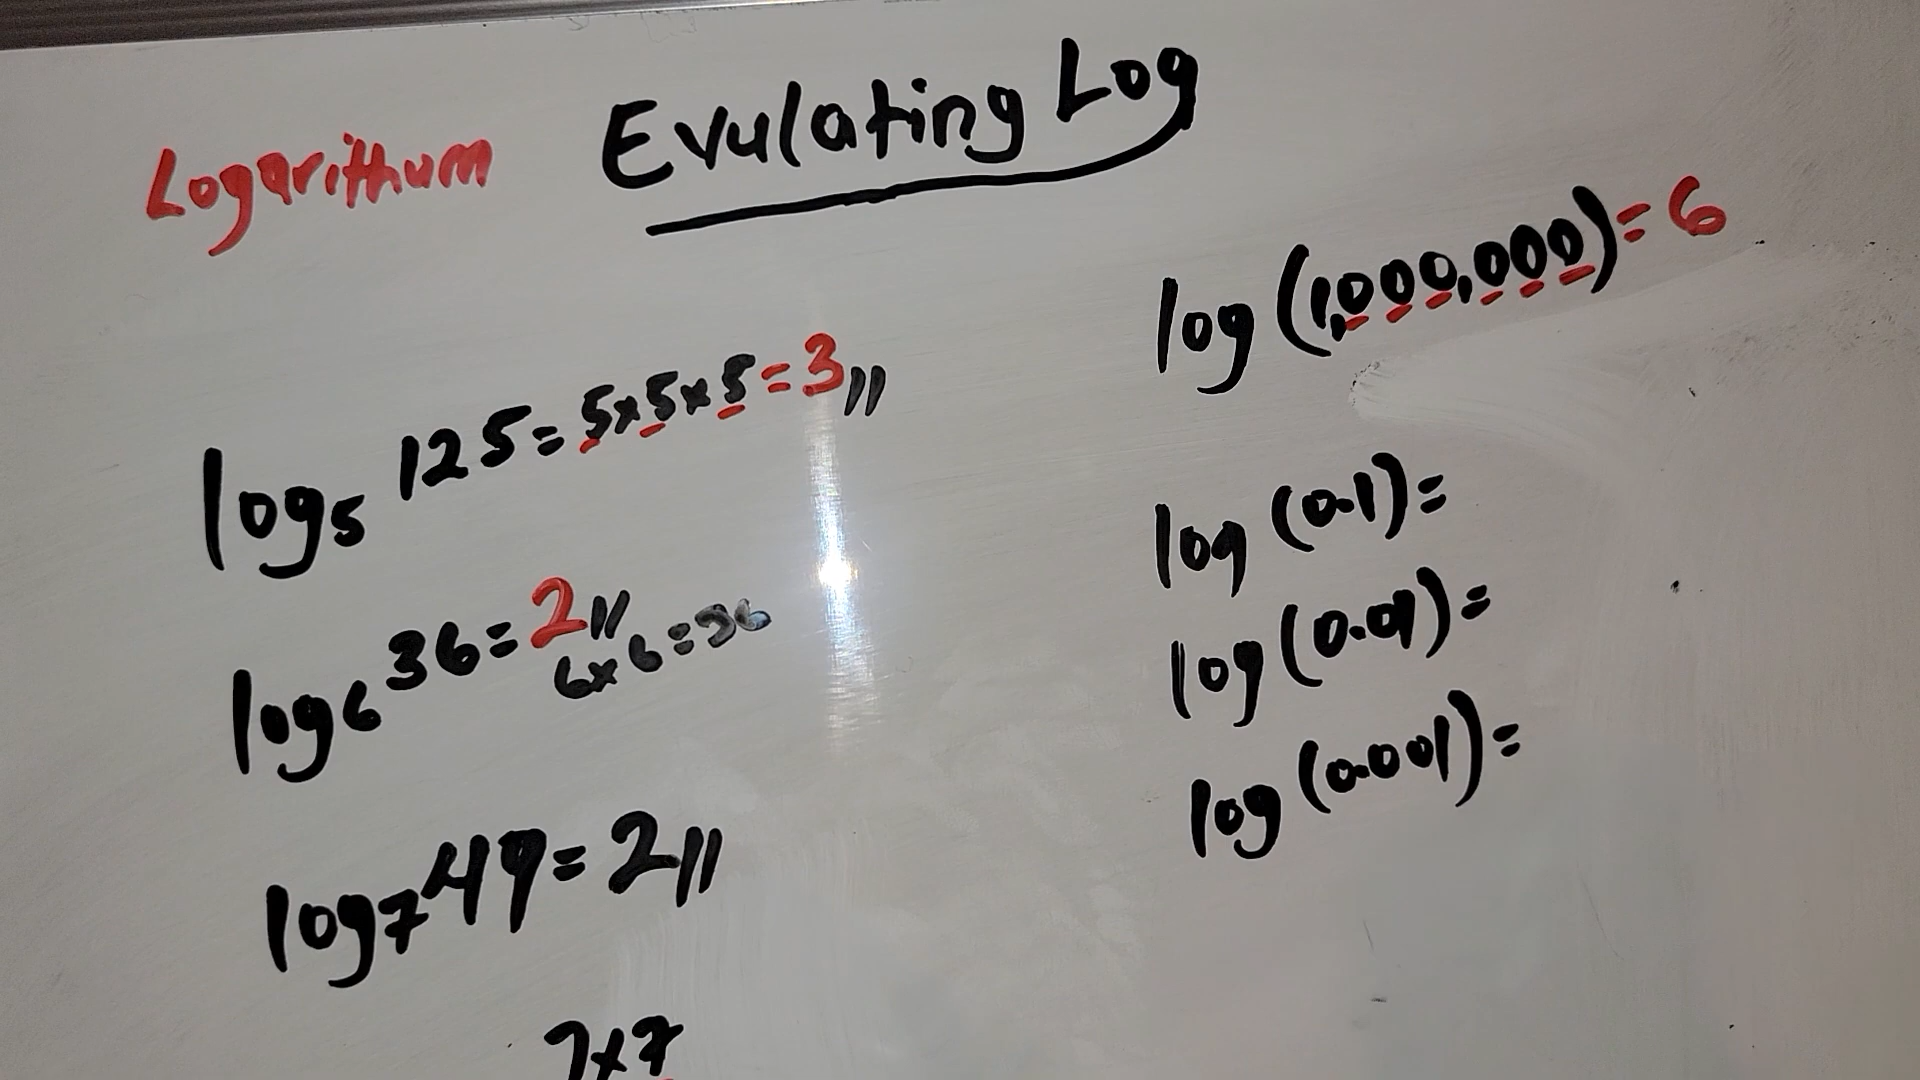 Logarithum Evulating Log
log₅ 125 = 5x5x5 = 3 //
log₆ 36 = 2 //
6x6=36
log₇ 49 = 2 //
7x7
log (1,000,000) = 6
log (0.1) =
log (0.01) =
log (0.001) =